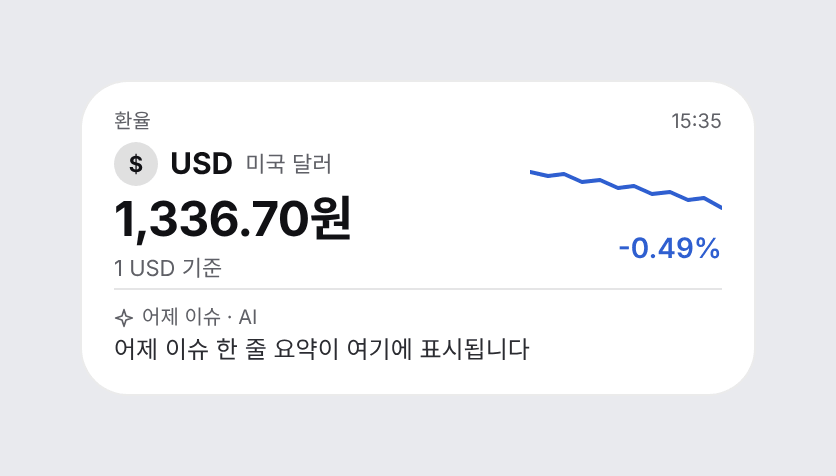 환율 15:35
$ USD 미국 달러
1,336.70원
-0.49%
1 USD 기준
어제 이슈 · AI
어제 이슈 한 줄 요약이 여기에 표시됩니다